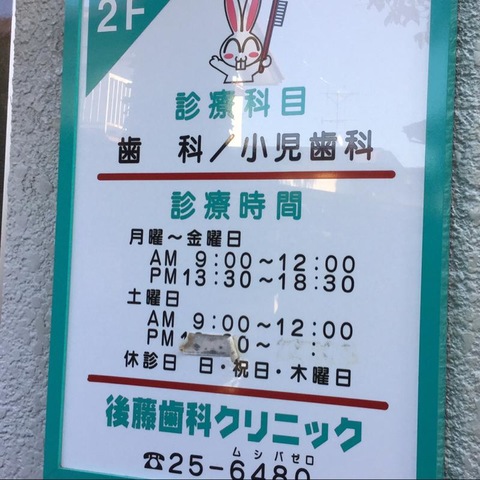 2F
診療科目
歯 科/小児歯科
診療時間
月曜~金曜日
AM 9:00~12:00
PM 13:30~18:30
土曜日
AM 9:00~12:00
PM
休診日 日・祝日・木曜日
後藤歯科クリニック
ムシバゼロ
☎25-6480